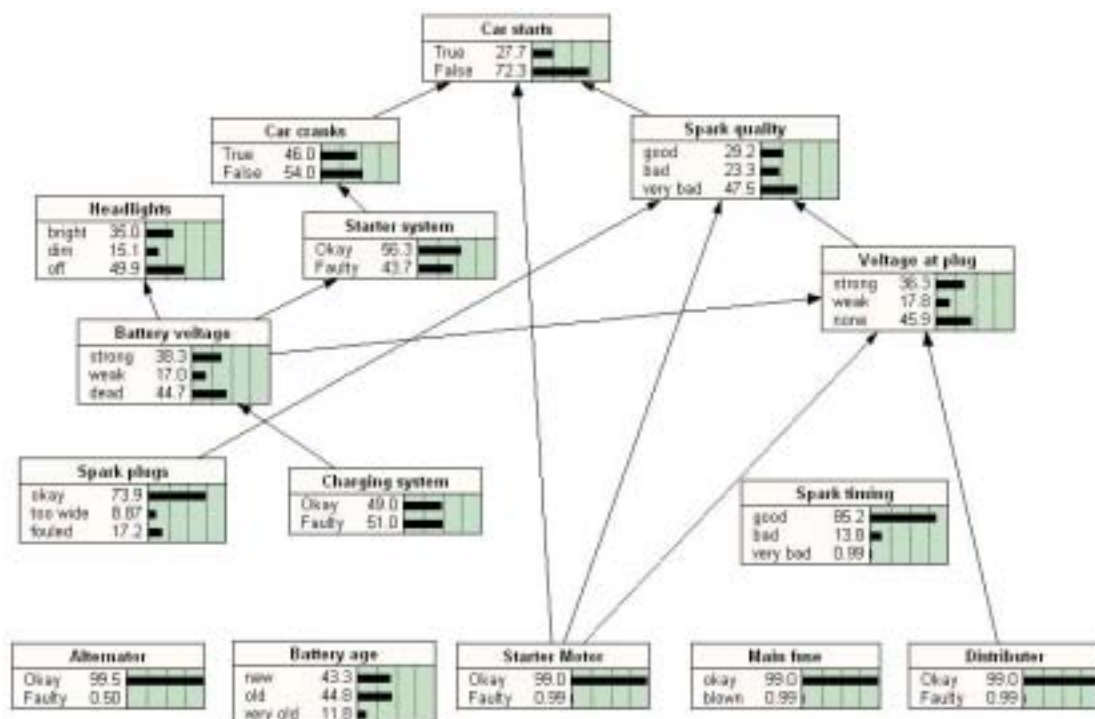 Car starts
True 27.7
False 72.3
Car cranks
True 46.0
False 54.0
Spark quality
good 29.2
bad 23.3
very bad 47.5
Headlights
bright 35.0
dim 15.1
off 49.9
Starter system
Okay 56.3
Faulty 43.7
Voltage at plug
strong 36.3
weak 17.8
none 45.9
Battery voltage
strong 38.3
weak 17.0
dead 44.7
Spark plugs
okay 73.9
too wide 8.87
fouled 17.2
Charging system
Okay 49.0
Faulty 51.0
Spark timing
good 85.2
bad 13.8
very bad 0.99
Alternator
Okay 99.5
Faulty 0.50
Battery age
new 43.3
old 44.8
very old 11.8
Starter Motor
Okay 99.0
Faulty 0.99
Main fuse
okay 99.0
blown 0.99
Distributer
Okay 99.0
Faulty 0.99